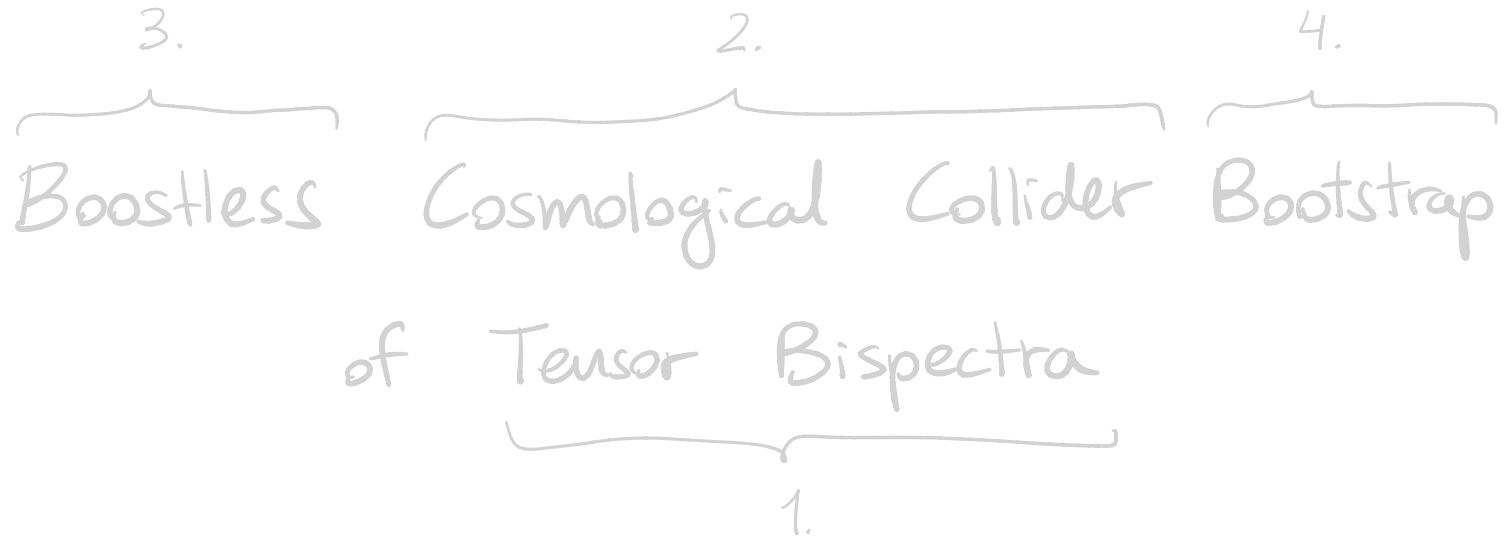 3. 2. 4.
Boostless Cosmological Collider Bootstrap
of Tensor Bispectra
1.